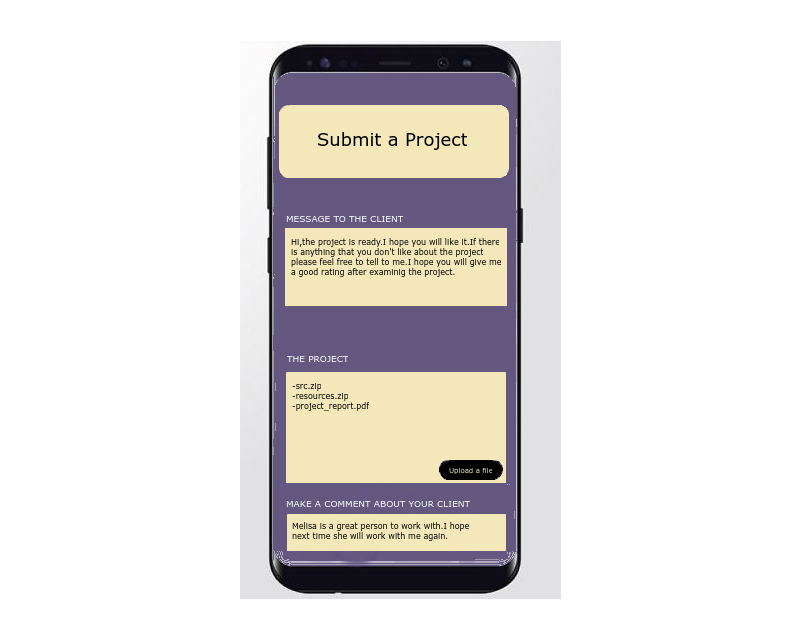 Submit a Project
MESSAGE TO THE CLIENT
Hi,the project is ready.I hope you will like it.If there
is anything that you don't like about the project
please feel free to tell to me.I hope you will give me
a good rating after examinig the project.
THE PROJECT
-src.zip
-resources.zip
-project_report.pdf
Upload a file
MAKE A COMMENT ABOUT YOUR CLIENT
Melisa is a great person to work with.I hope
next time she will work with me again.